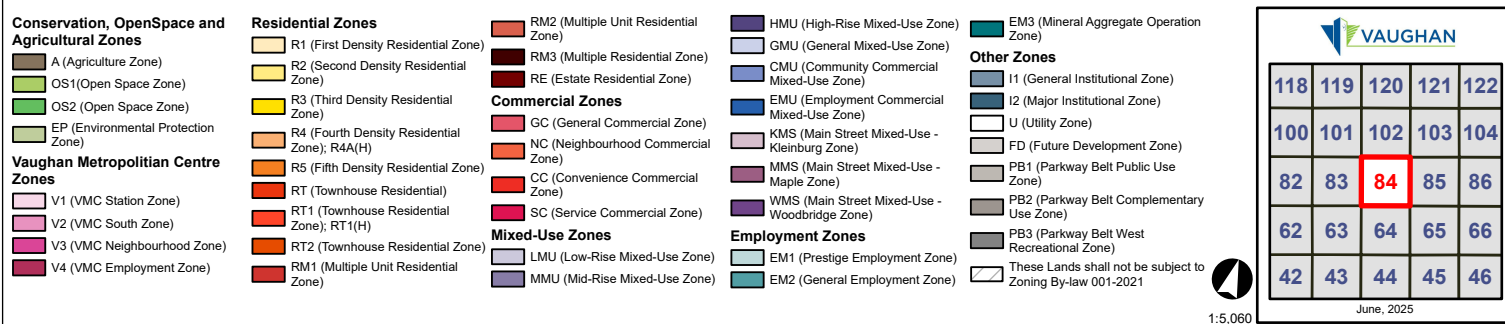 Conservation, OpenSpace and
Agricultural Zones
A (Agriculture Zone)
OS1(Open Space Zone)
OS2 (Open Space Zone)
EP (Environmental Protection
Zone)
Vaughan Metropolitian Centre
Zones
V1 (VMC Station Zone)
V2 (VMC South Zone)
V3 (VMC Neighbourhood Zone)
V4 (VMC Employment Zone)
Residential Zones
R1 (First Density Residential Zone)
R2 (Second Density Residential
Zone)
R3 (Third Density Residential
Zone)
R4 (Fourth Density Residential
Zone); R4A(H)
R5 (Fifth Density Residential Zone)
RT (Townhouse Residential)
RT1 (Townhouse Residential
Zone); RT1(H)
RT2 (Townhouse Residential Zone)
RM1 (Multiple Unit Residential
Zone)
RM2 (Multiple Unit Residential
Zone)
RM3 (Multiple Residential Zone)
RE (Estate Residential Zone)
Commercial Zones
GC (General Commercial Zone)
NC (Neighbourhood Commercial
Zone)
CC (Convenience Commercial
Zone)
SC (Service Commercial Zone)
Mixed-Use Zones
LMU (Low-Rise Mixed-Use Zone)
MMU (Mid-Rise Mixed-Use Zone)
HMU (High-Rise Mixed-Use Zone)
GMU (General Mixed-Use Zone)
CMU (Community Commercial
Mixed-Use Zone)
EMU (Employment Commercial
Mixed-Use Zone)
KMS (Main Street Mixed-Use -
Kleinburg Zone)
MMS (Main Street Mixed-Use -
Maple Zone)
WMS (Main Street Mixed-Use -
Woodbridge Zone)
Employment Zones
EM1 (Prestige Employment Zone)
EM2 (General Employment Zone)
EM3 (Mineral Aggregate Operation
Zone)
Other Zones
I1 (General Institutional Zone)
I2 (Major Institutional Zone)
U (Utility Zone)
FD (Future Development Zone)
PB1 (Parkway Belt Public Use
Zone)
PB2 (Parkway Belt Complementary
Use Zone)
PB3 (Parkway Belt West
Recreational Zone)
These Lands shall not be subject to
Zoning By-law 001-2021
1:5,060
VAUGHAN
118 119 120 121 122
100 101 102 103 104
82 83 84 85 86
62 63 64 65 66
42 43 44 45 46
June, 2025